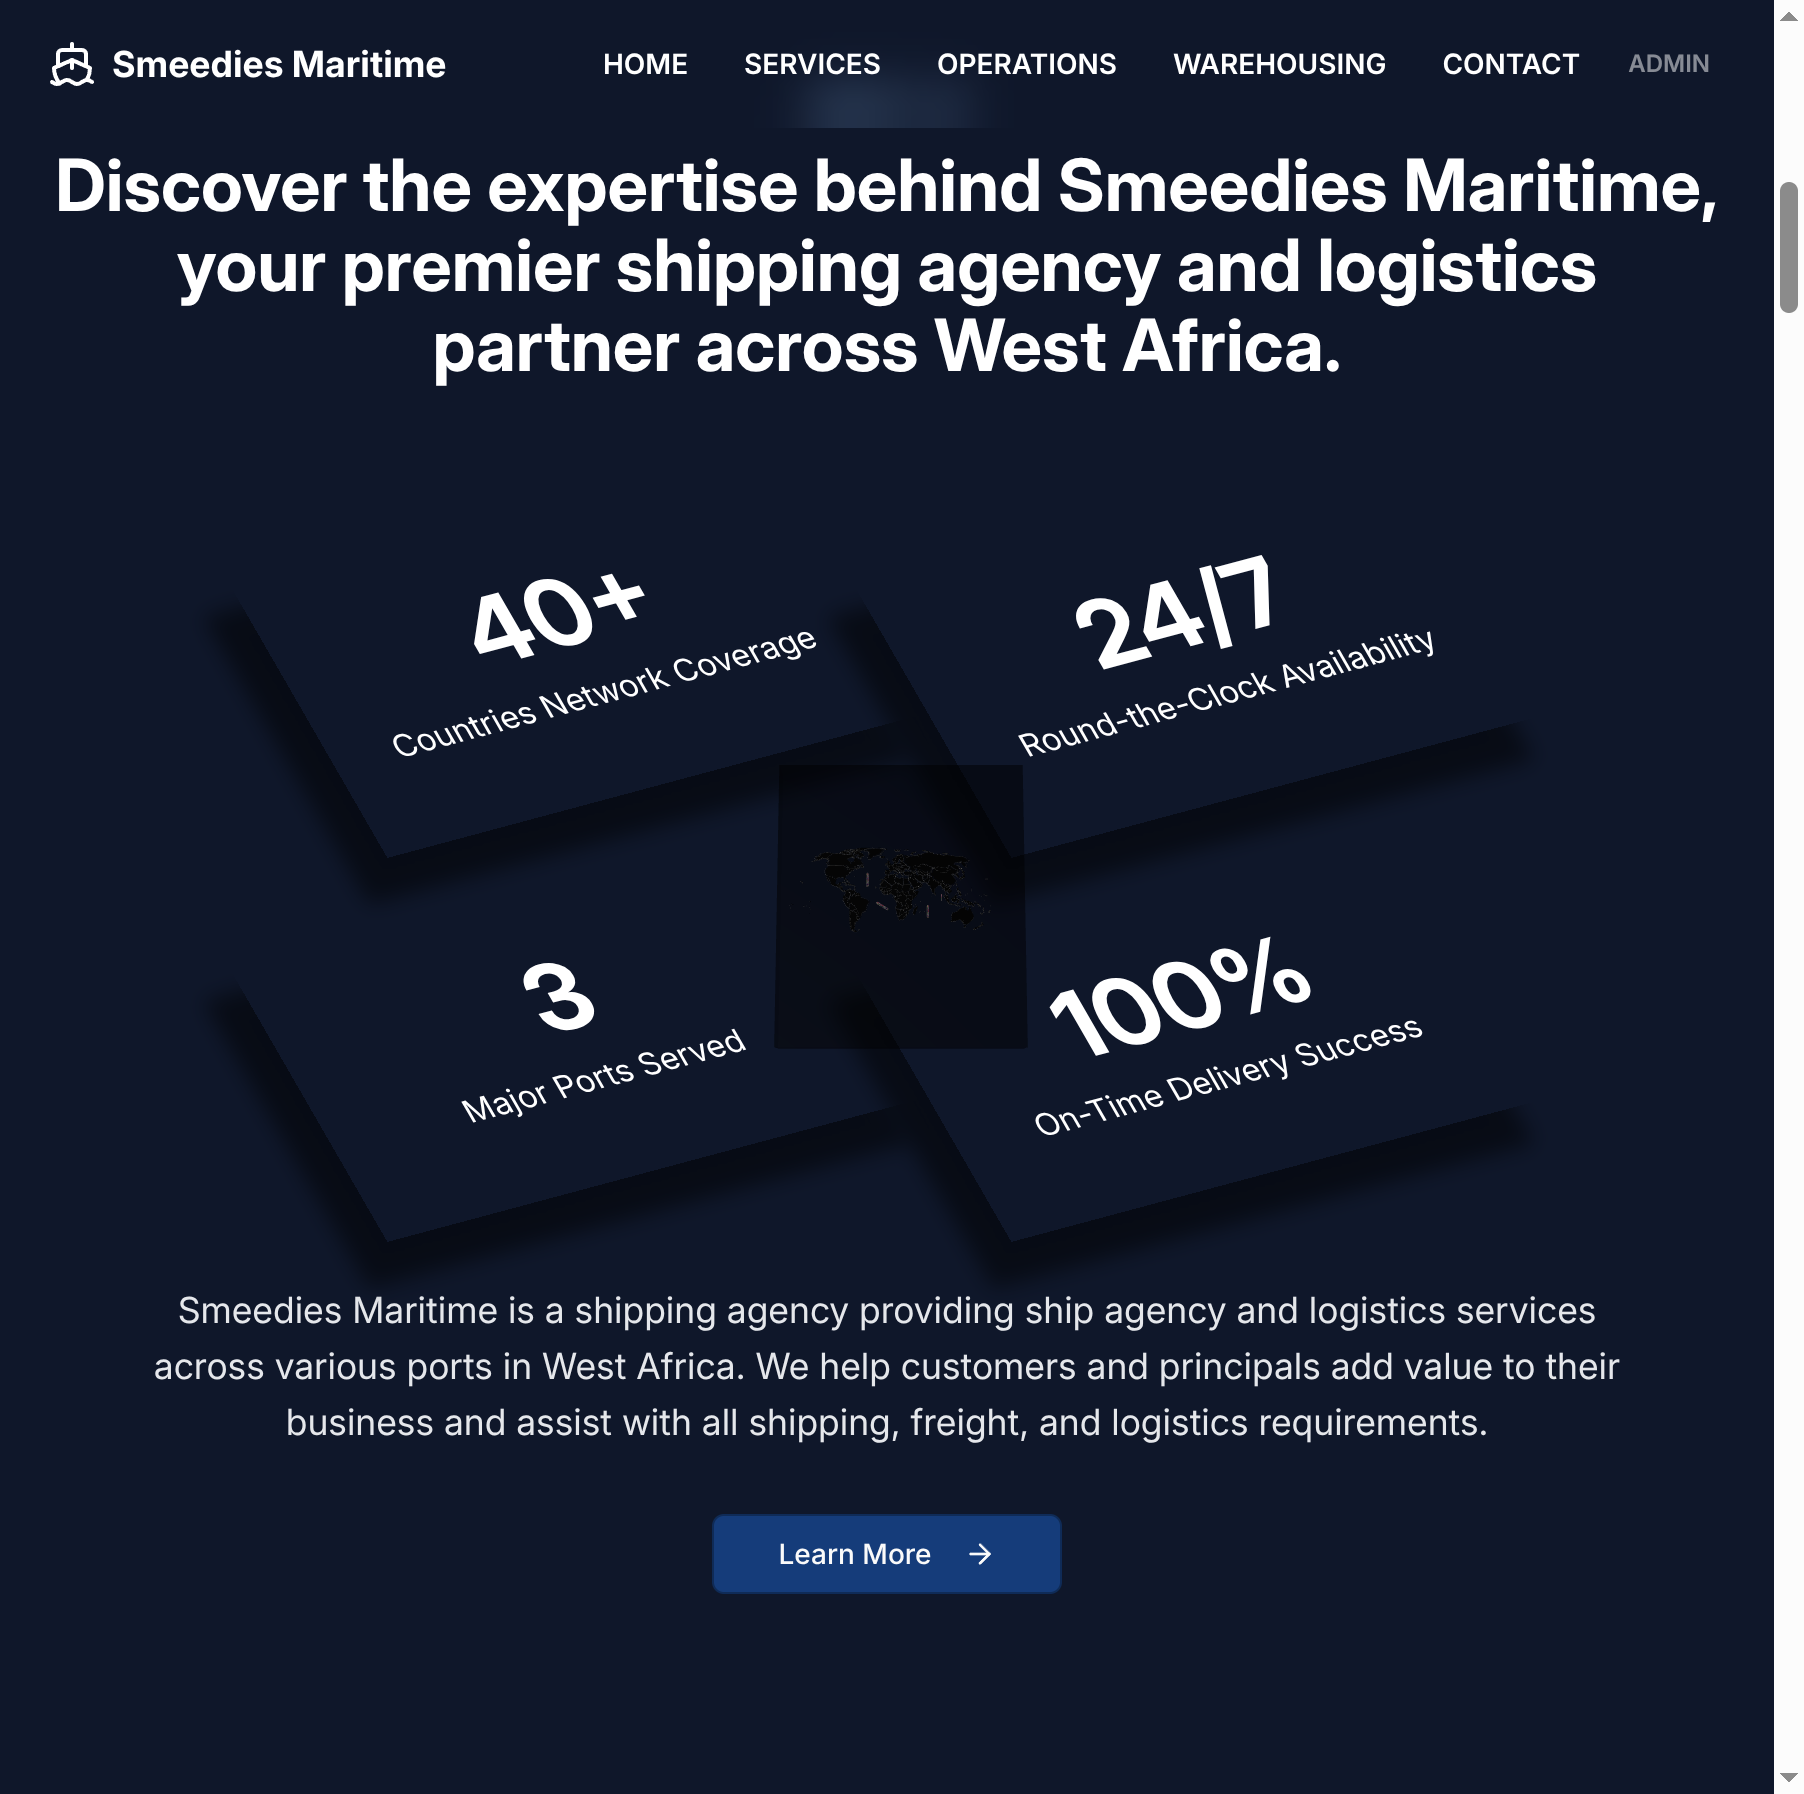 Smeedies Maritime
HOME SERVICES OPERATIONS WAREHOUSING CONTACT ADMIN
Discover the expertise behind Smeedies Maritime,
your premier shipping agency and logistics
partner across West Africa.
40+
Countries Network Coverage
24/7
Round-the-Clock Availability
3
Major Ports Served
100%
On-Time Delivery Success
Smeedies Maritime is a shipping agency providing ship agency and logistics services
across various ports in West Africa. We help customers and principals add value to their
business and assist with all shipping, freight, and logistics requirements.
Learn More